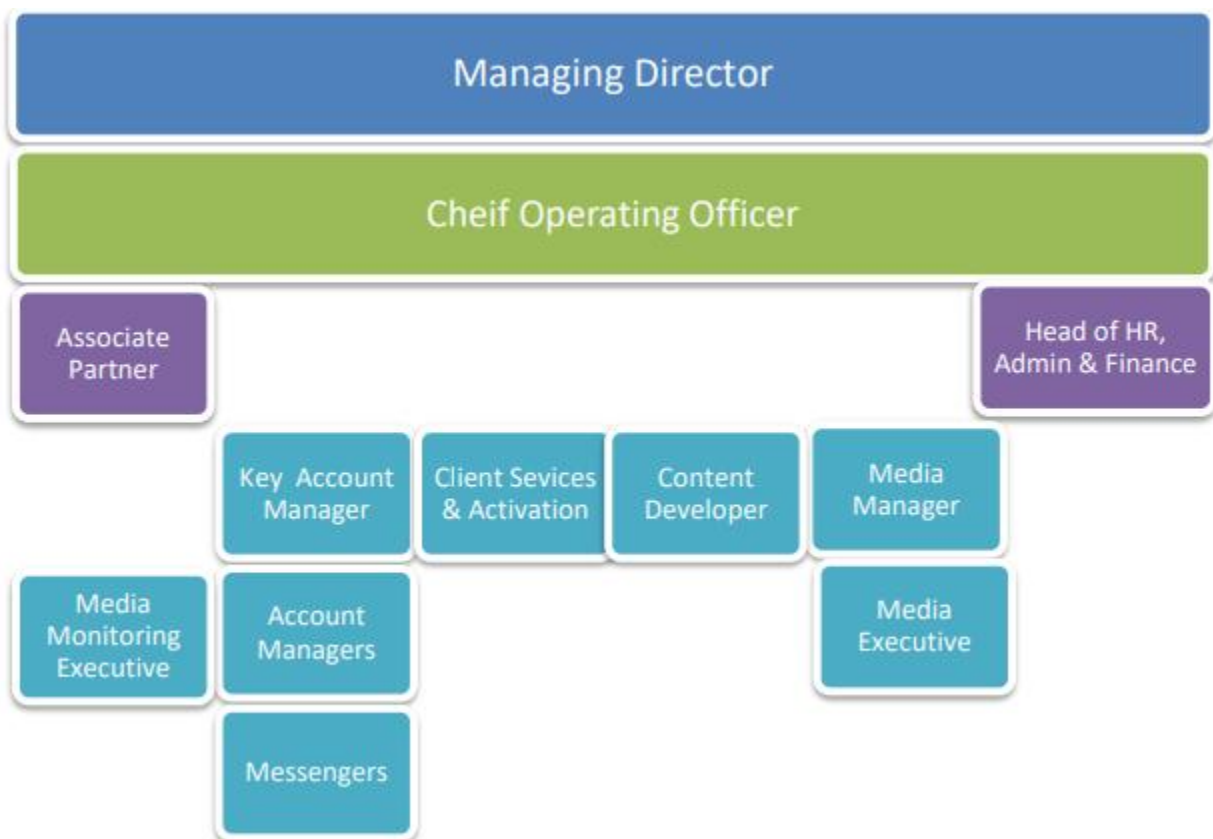 Managing Director
Cheif Operating Officer
Associate
Partner
Head of HR,
Admin & Finance
Key Account
Manager
Client Sevices
& Activation
Content
Developer
Media
Manager
Media
Monitoring
Executive
Account
Managers
Media
Executive
Messengers